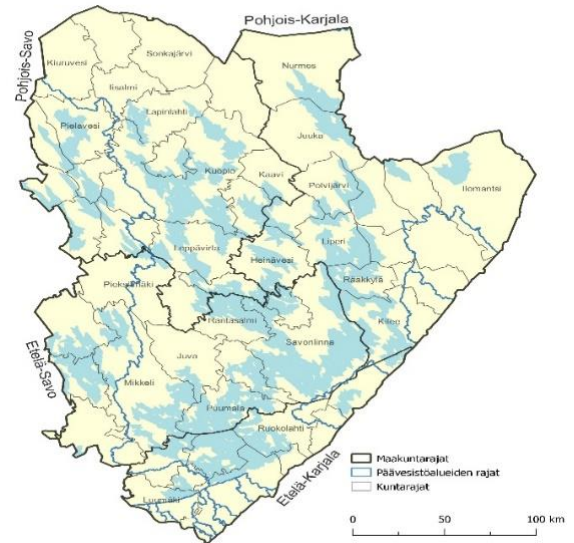 Pohjois-Karjala
Pohjois-Savo
Kiuruvesi
Sonkajärvi
Iisalmi
Nurmes
Pielavesi
Lapinlahti
Juuka
Kuopio
Kaavi
Polvijärvi
Ilomantsi
Leppävirta
Liperi
Heinävesi
Pieksämäki
Rääkkylä
Rantasalmi
Kitee
Savonlinna
Etelä-Savo
Juva
Mikkeli
Puumala
Ruokolahti
Etelä-Karjala
Luumäki
Maakuntarajat
Päävesistöalueiden rajat
Kuntarajat
0 50 100 km